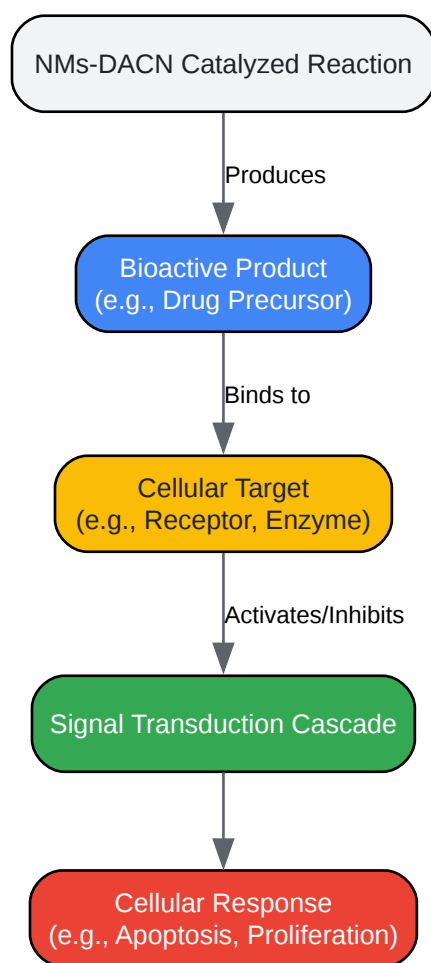 NMs-DACN Catalyzed Reaction
Produces
Bioactive Product
(e.g., Drug Precursor)
Binds to
Cellular Target
(e.g., Receptor, Enzyme)
Activates/Inhibits
Signal Transduction Cascade
Cellular Response
(e.g., Apoptosis, Proliferation)